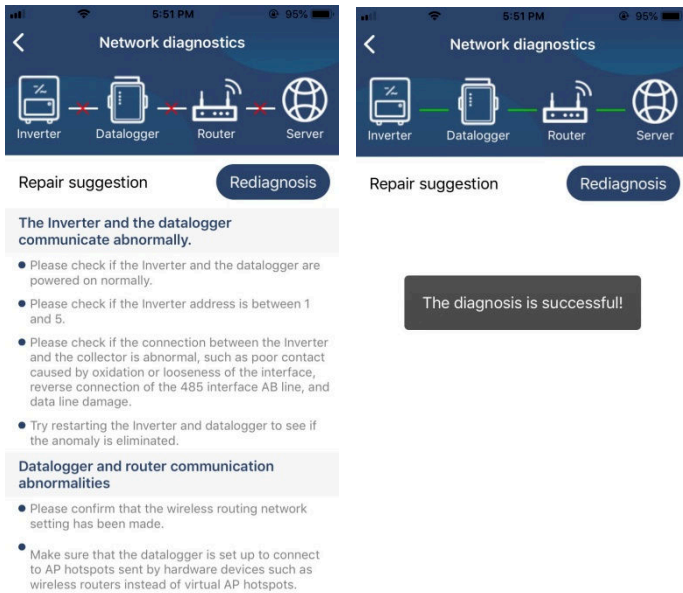 5:51 PM
95%
Network diagnostics
Inverter Datalogger Router Server
Repair suggestion Rediagnosis
The Inverter and the datalogger
communicate abnormally.
Please check if the Inverter and the datalogger are
powered on normally.
Please check if the Inverter address is between 1
and 5.
Please check if the connection between the Inverter
and the collector is abnormal, such as poor contact
caused by oxidation or looseness of the interface,
reverse connection of the 485 interface AB line, and
data line damage.
Try restarting the Inverter and datalogger to see if
the anomaly is eliminated.
Datalogger and router communication
abnormalities
Please confirm that the wireless routing network
setting has been made.
Make sure that the datalogger is set up to connect
to AP hotspots sent by hardware devices such as
wireless routers instead of virtual AP hotspots.
5:51 PM
95%
Network diagnostics
Inverter Datalogger Router Server
Repair suggestion Rediagnosis
The diagnosis is successful!